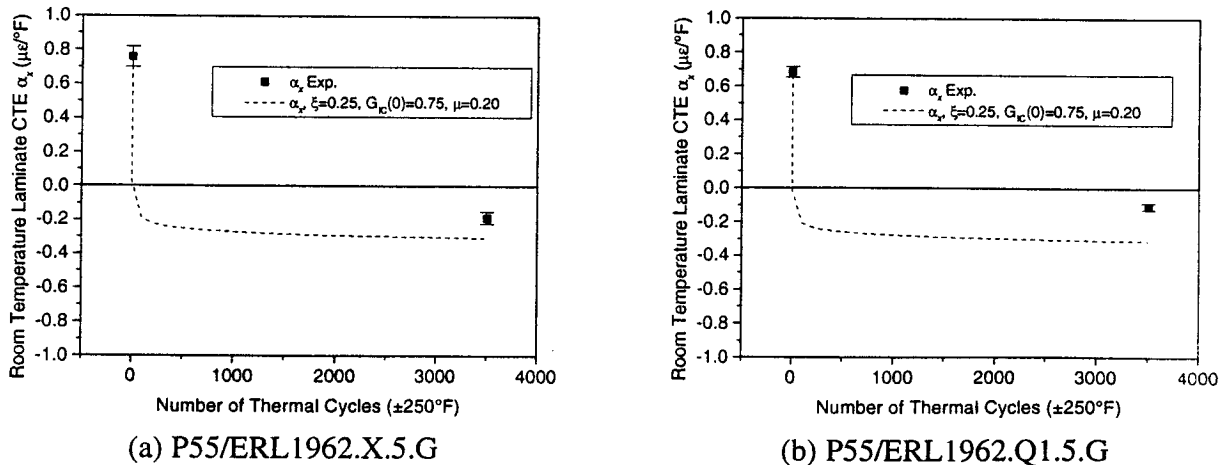 Room Temperature Laminate CTE αx (με/°F)
1.0
0.8
0.6
0.4
0.2
0.0
-0.2
-0.4
-0.6
-0.8
-1.0
αx Exp.
αx, ξ=0.25, GIC(0)=0.75, μ=0.20
0 1000 2000 3000 4000
Number of Thermal Cycles (±250°F)
(a) P55/ERL1962.X.5.G
Room Temperature Laminate CTE αx (με/°F)
1.0
0.8
0.6
0.4
0.2
0.0
-0.2
-0.4
-0.6
-0.8
-1.0
αx Exp.
αx, ξ=0.25, GIC(0)=0.75, μ=0.20
0 1000 2000 3000 4000
Number of Thermal Cycles (±250°F)
(b) P55/ERL1962.Q1.5.G